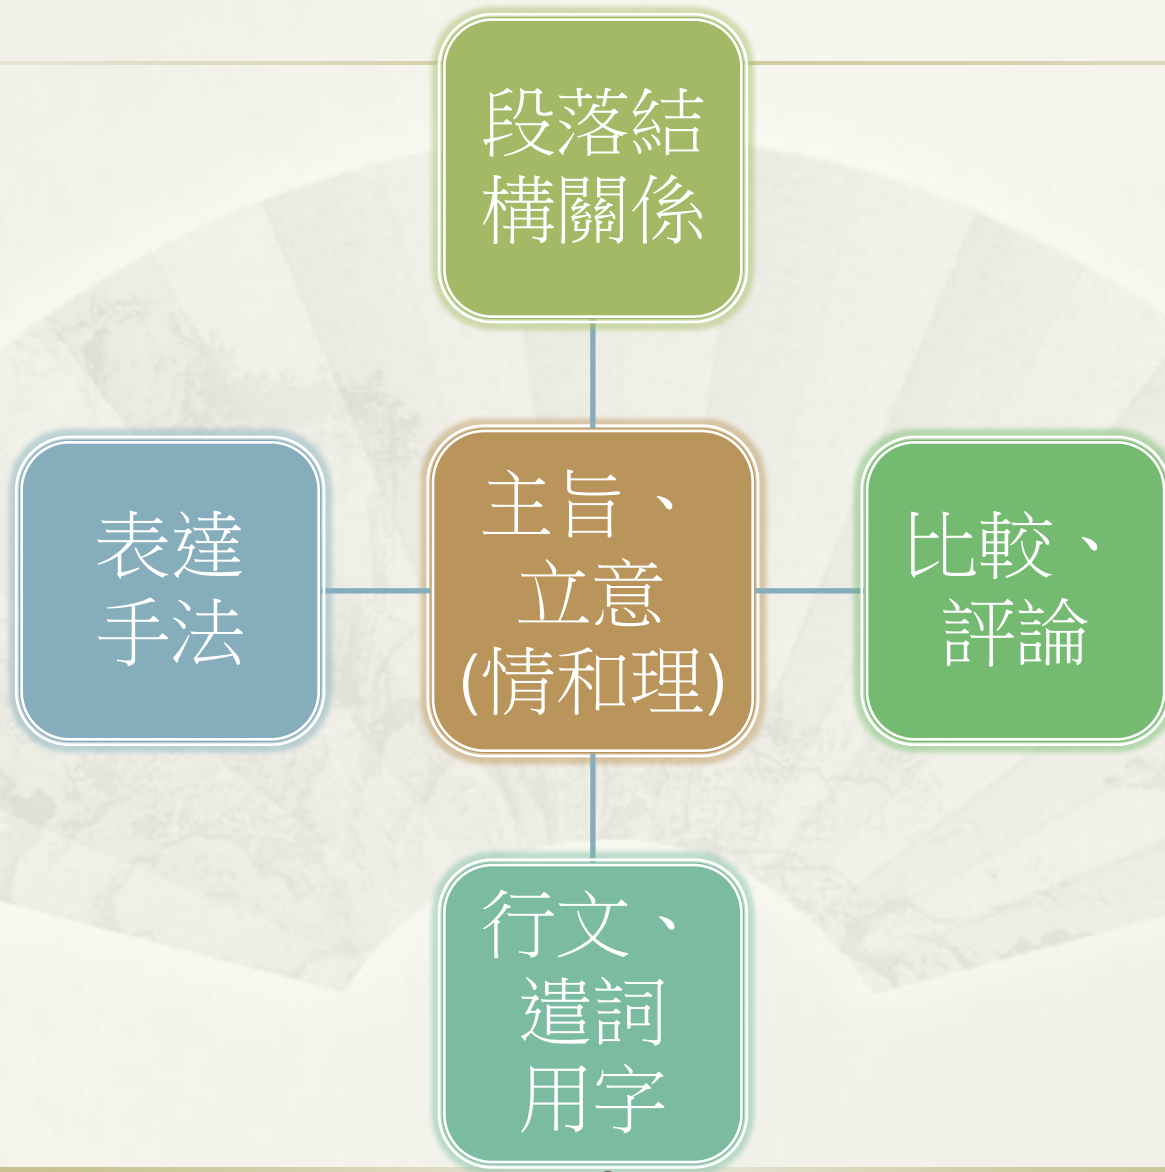 段落結
構關係
表達
手法
主旨、
立意
(情和理)
比較、
評論
行文、
遣詞
用字